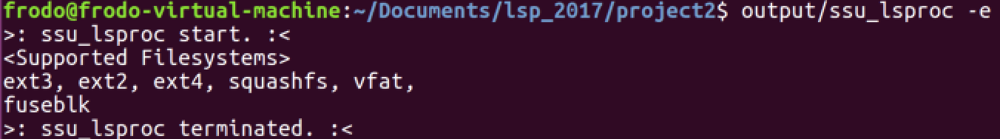 frodo@frodo-virtual-machine:~/Documents/lsp_2017/project2$ output/ssu_lsproc -e
>: ssu_lsproc start. :<
<Supported Filesystems>
ext3, ext2, ext4, squashfs, vfat,
fuseblk
>: ssu_lsproc terminated. :<